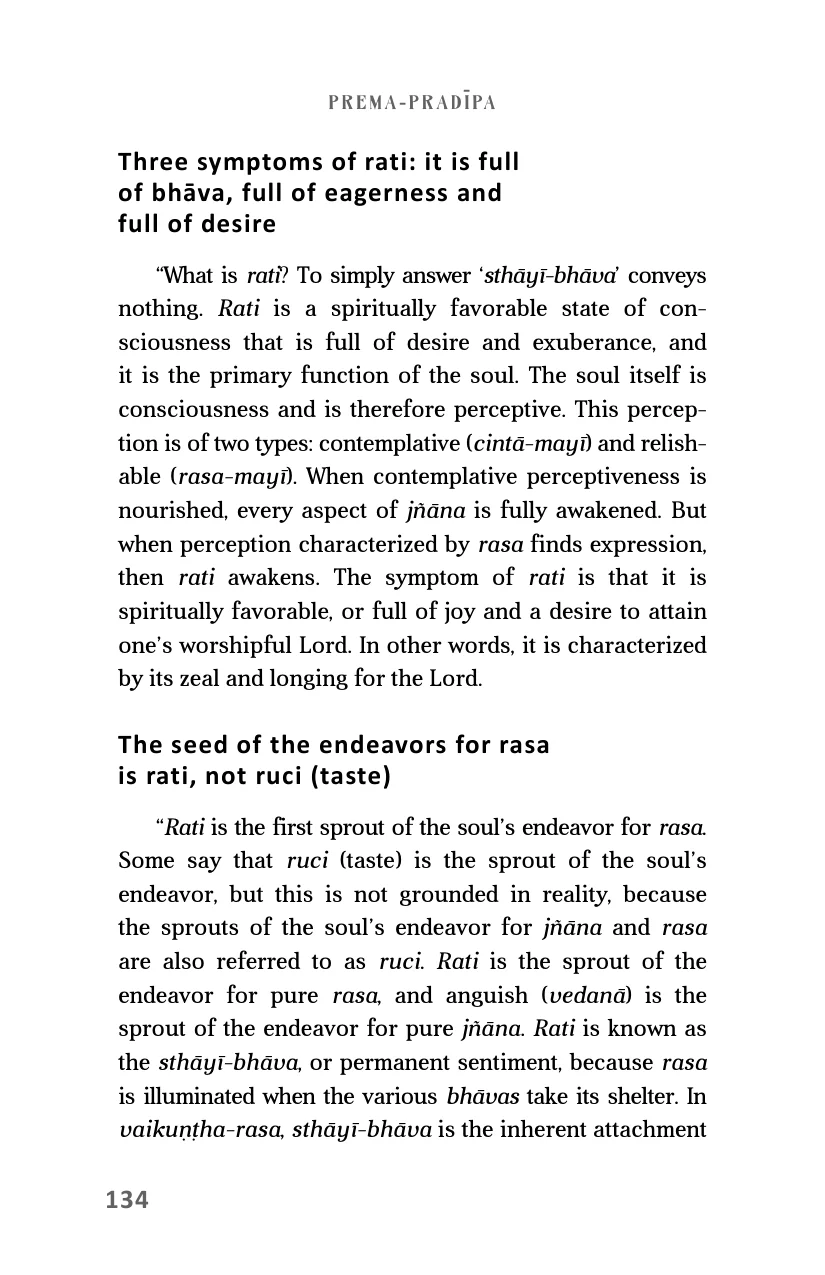 PREMA-PRADĪPA
Three symptoms of rati: it is full
of bhāva, full of eagerness and
full of desire
“What is rati? To simply answer ‘sthāyī-bhāva’ conveys
nothing. Rati is a spiritually favorable state of con-
sciousness that is full of desire and exuberance, and
it is the primary function of the soul. The soul itself is
consciousness and is therefore perceptive. This percep-
tion is of two types: contemplative (cintā-mayī) and relish-
able (rasa-mayī). When contemplative perceptiveness is
nourished, every aspect of jñāna is fully awakened. But
when perception characterized by rasa finds expression,
then rati awakens. The symptom of rati is that it is
spiritually favorable, or full of joy and a desire to attain
one’s worshipful Lord. In other words, it is characterized
by its zeal and longing for the Lord.
The seed of the endeavors for rasa
is rati, not ruci (taste)
“Rati is the first sprout of the soul’s endeavor for rasa.
Some say that ruci (taste) is the sprout of the soul’s
endeavor, but this is not grounded in reality, because
the sprouts of the soul’s endeavor for jñāna and rasa
are also referred to as ruci. Rati is the sprout of the
endeavor for pure rasa, and anguish (vedanā) is the
sprout of the endeavor for pure jñāna. Rati is known as
the sthāyī-bhāva, or permanent sentiment, because rasa
is illuminated when the various bhāvas take its shelter. In
vaikuṇṭha-rasa, sthāyī-bhāva is the inherent attachment
134